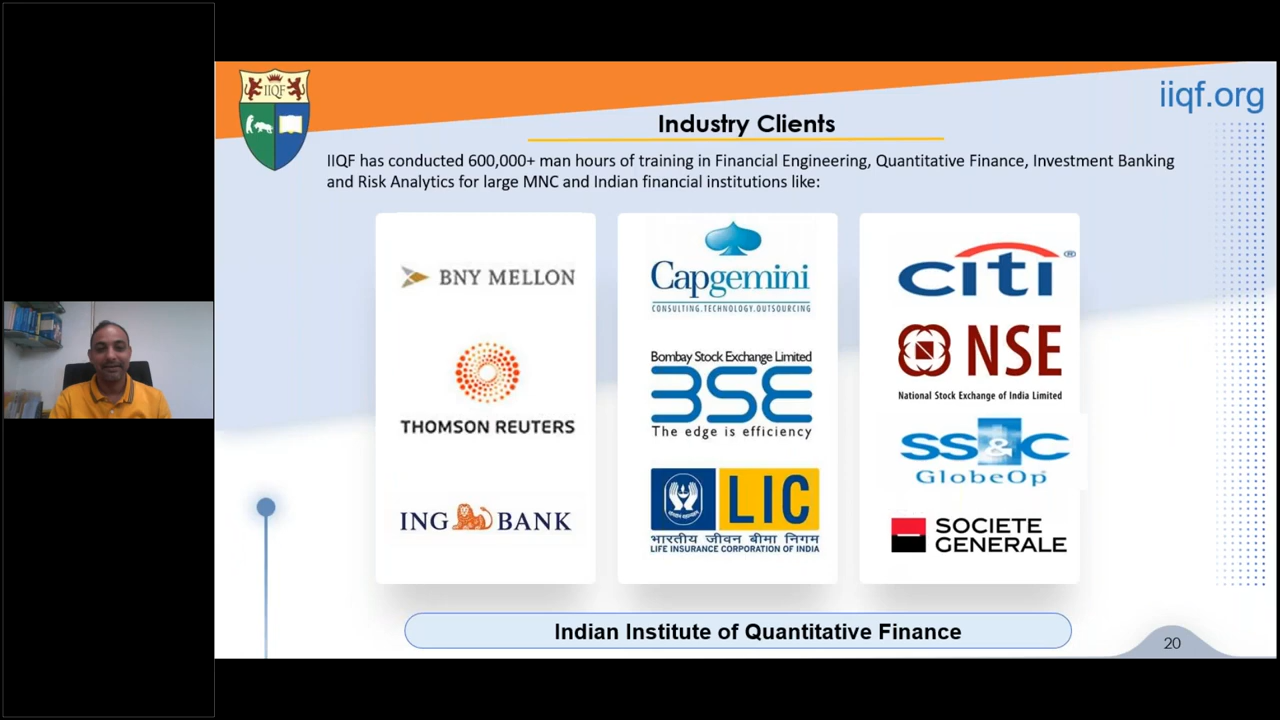 IIQF
iiqf.org
Industry Clients
IIQF has conducted 600,000+ man hours of training in Financial Engineering, Quantitative Finance, Investment Banking
and Risk Analytics for large MNC and Indian financial institutions like:
BNY MELLON
THOMSON REUTERS
ING BANK
Capgemini
CONSULTING.TECHNOLOGY.OUTSOURCING
Bombay Stock Exchange Limited
BSE
The edge is efficiency
LIC
भारतीय जीवन बीमा निगम
LIFE INSURANCE CORPORATION OF INDIA
citi®
NSE
National Stock Exchange of India Limited
SS&C
GlobeOp
SOCIETE
GENERALE
Indian Institute of Quantitative Finance
20